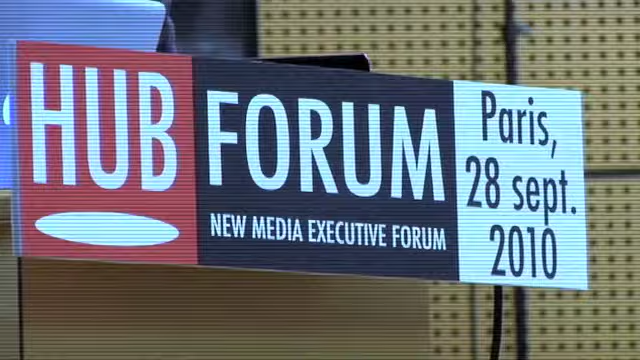 HUB FORUM
NEW MEDIA EXECUTIVE FORUM
Paris,
28 sept.
2010